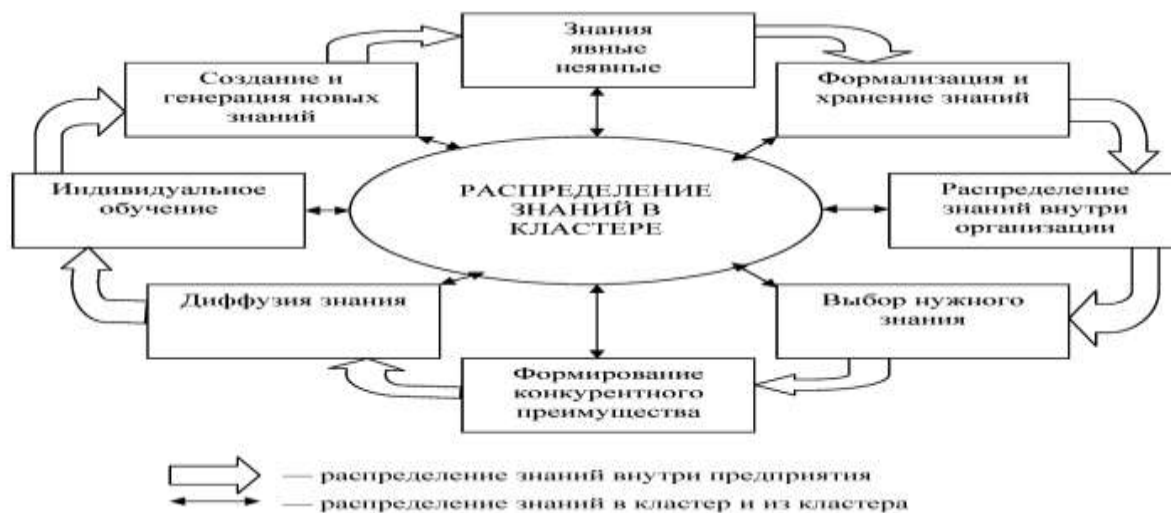 Знания
явные
неявные
Создание и
генерация новых
знаний
Формализация и
хранение знаний
Индивидуальное
обучение
РАСПРЕДЕЛЕНИЕ
ЗНАНИЙ В
КЛАСТЕРЕ
Распределение
знаний внутри
организации
Диффузия знания
Выбор нужного
знания
Формирование
конкурентного
преимущества
— распределение знаний внутри предприятия
— распределение знаний в кластер и из кластера